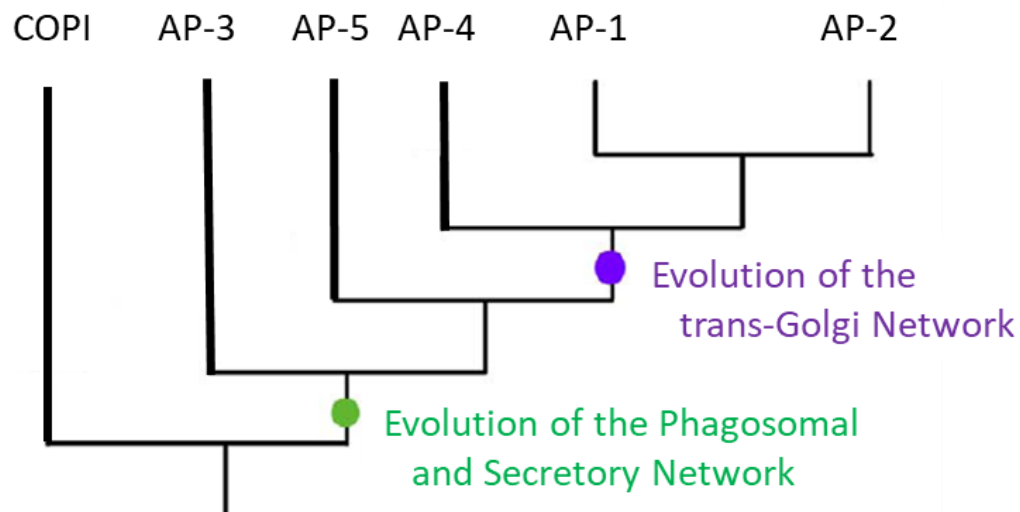 COPI AP-3 AP-5 AP-4 AP-1 AP-2
Evolution of the
trans-Golgi Network
Evolution of the Phagosomal
and Secretory Network